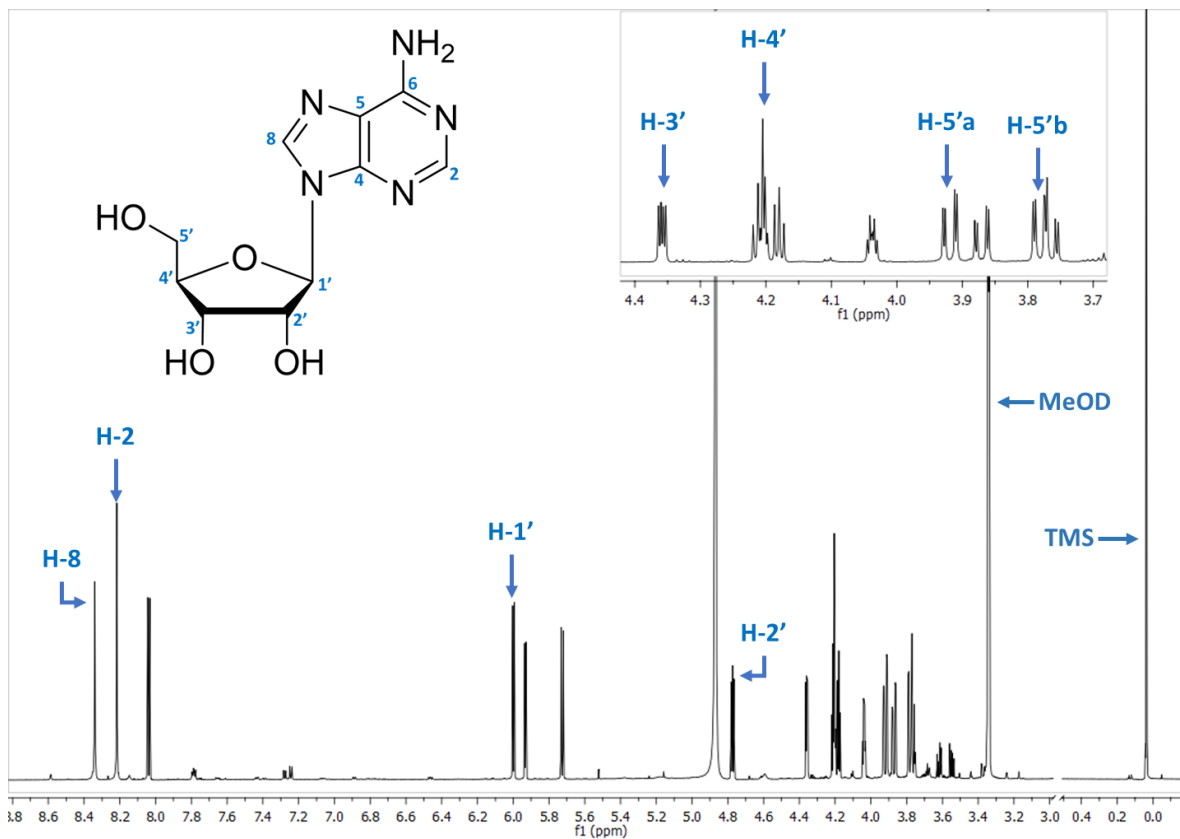 NH₂
6
5
N
N
8
4
N
N
2
HO
5'
O
4'
1'
3'
2'
HO
OH
H-4'
H-3'
H-5'a
H-5'b
4.4 4.3 4.2 4.1 4.0 3.9 3.8 3.7
f1 (ppm)
MeOD
H-2
H-8
H-1'
TMS
H-2'
8.8 8.6 8.4 8.2 8.0 7.8 7.6 7.4 7.2 7.0 6.8 6.6 6.4 6.2 6.0 5.8 5.6 5.4 5.2 5.0 4.8 4.6 4.4 4.2 4.0 3.8 3.6 3.4 3.2 3.0 0.4 0.2 0.0
f1 (ppm)